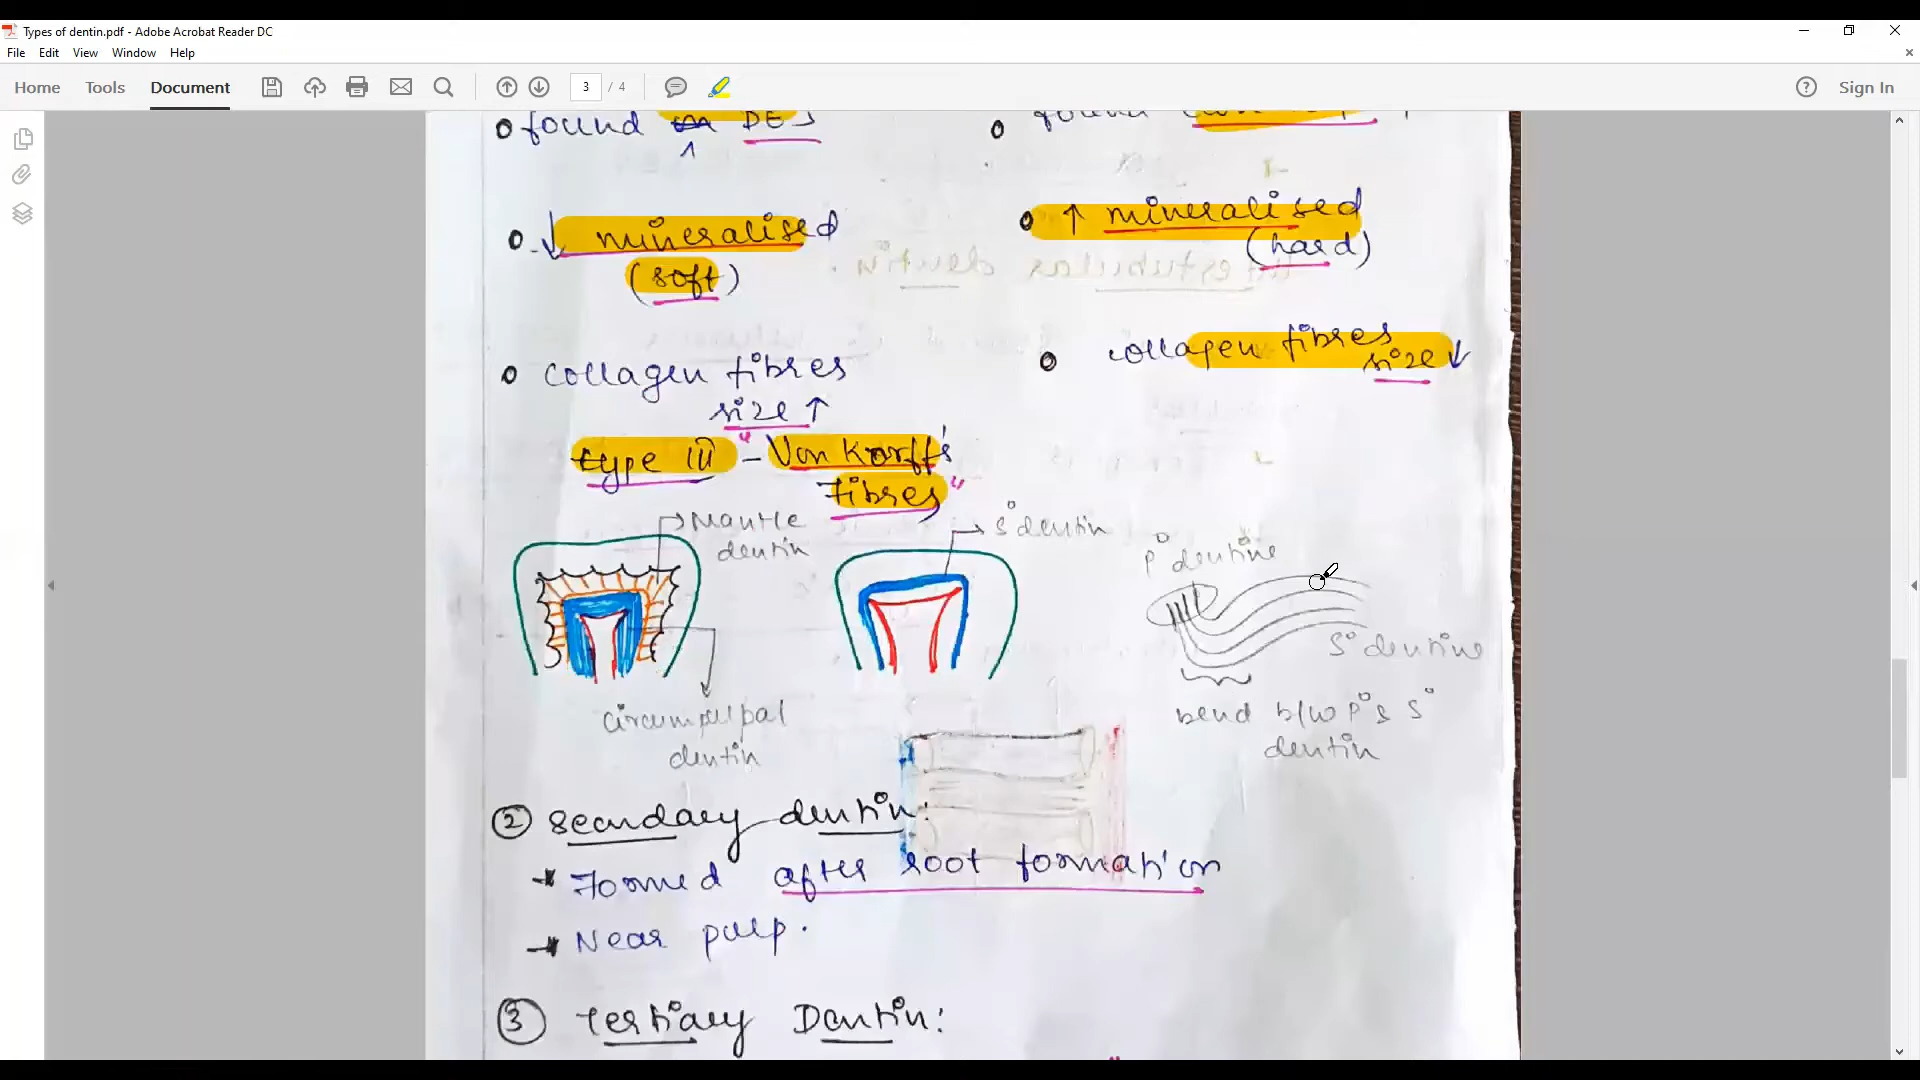 Types of dentin.pdf - Adobe Acrobat Reader DC
File Edit View Window Help
Home Tools Document 3 / 4 Sign In
found DEJ
found
↓ mineralised
(soft)
↑ mineralised
(hard)
collagen fibres
size ↑
collagen fibres
size ↓
type III - "Von Korff's
Fibres"
Mantle
dentin
circumpulpal
dentin
S° dentin
P° dentine
S° dentine
bend b/w P° & S°
dentin
② Secondary dentin:
→ Formed after root formation
→ Near pulp.
③ Tertiary Dentin: